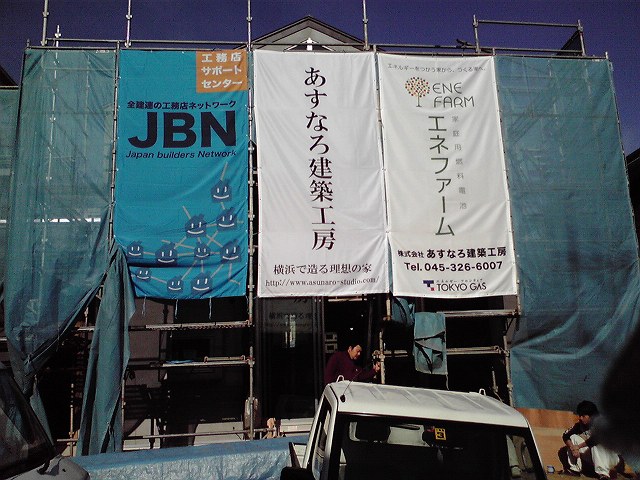 工務店
サポート
センター
全建連の工務店ネットワーク
JBN
Japan builders Network
あすなろ建築工房
横浜で造る理想の家
http://www.asunaro-studio.com
エネルギーをつかう家から、つくる家へ。
ENE
FARM
家庭用燃料電池
エネファーム
株式会社 あすなろ建築工房
Tel. 045-326-6007
TOKYO GAS